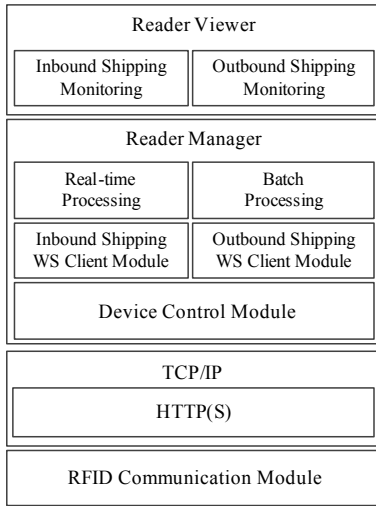 Reader Viewer
Inbound Shipping
Monitoring
Outbound Shipping
Monitoring
Reader Manager
Real-time
Processing
Batch
Processing
Inbound Shipping
WS Client Module
Outbound Shipping
WS Client Module
Device Control Module
TCP/IP
HTTP(S)
RFID Communication Module